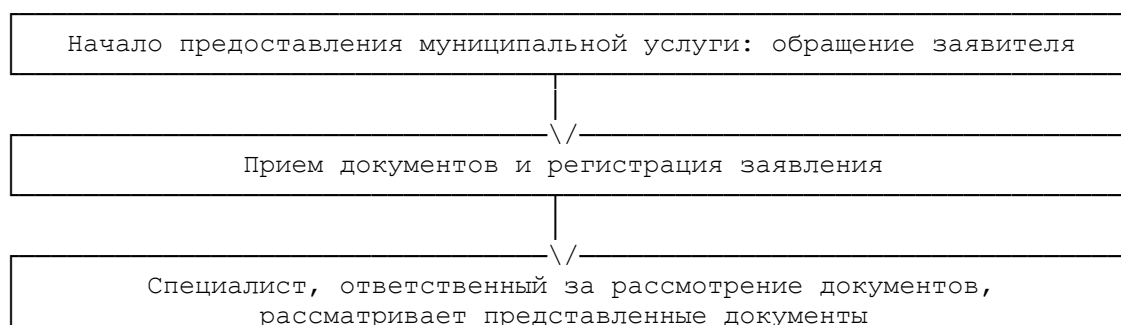 Начало предоставления муниципальной услуги: обращение заявителя
Прием документов и регистрация заявления
Специалист, ответственный за рассмотрение документов,
рассматривает представленные документы